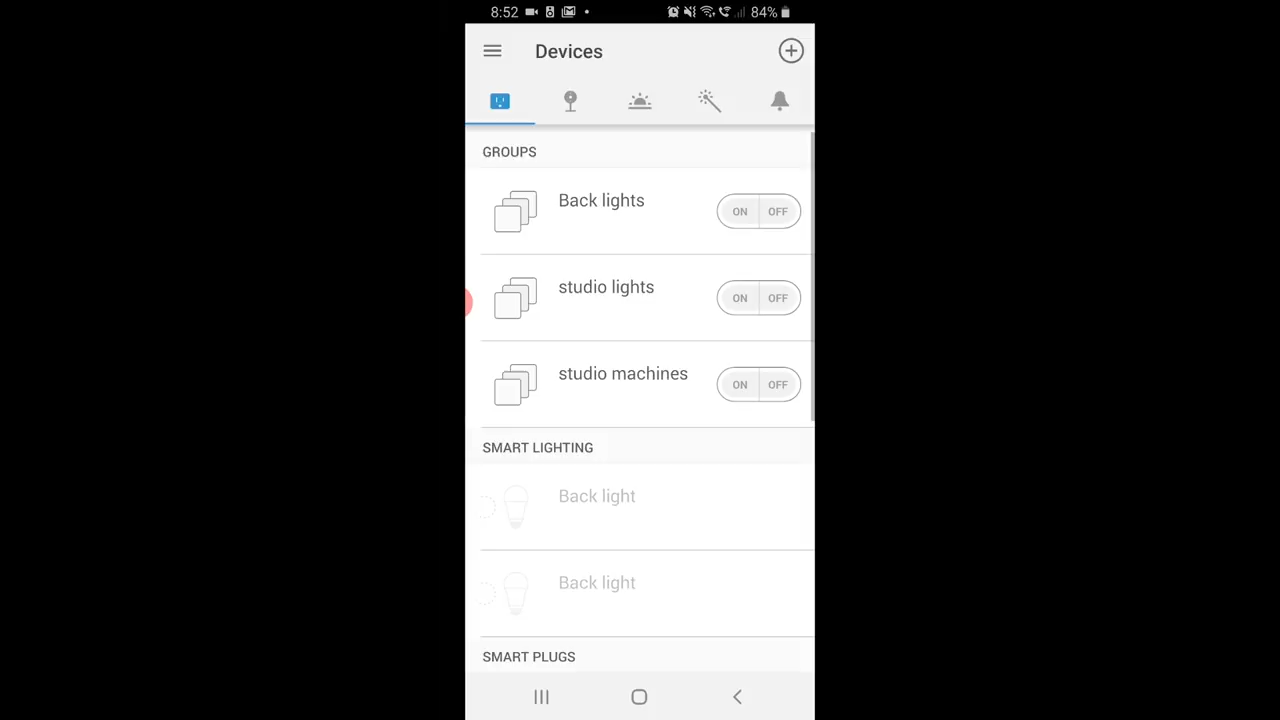 8:52 84%
Devices
GROUPS
Back lights ON OFF
studio lights ON OFF
studio machines ON OFF
SMART LIGHTING
Back light
Back light
SMART PLUGS